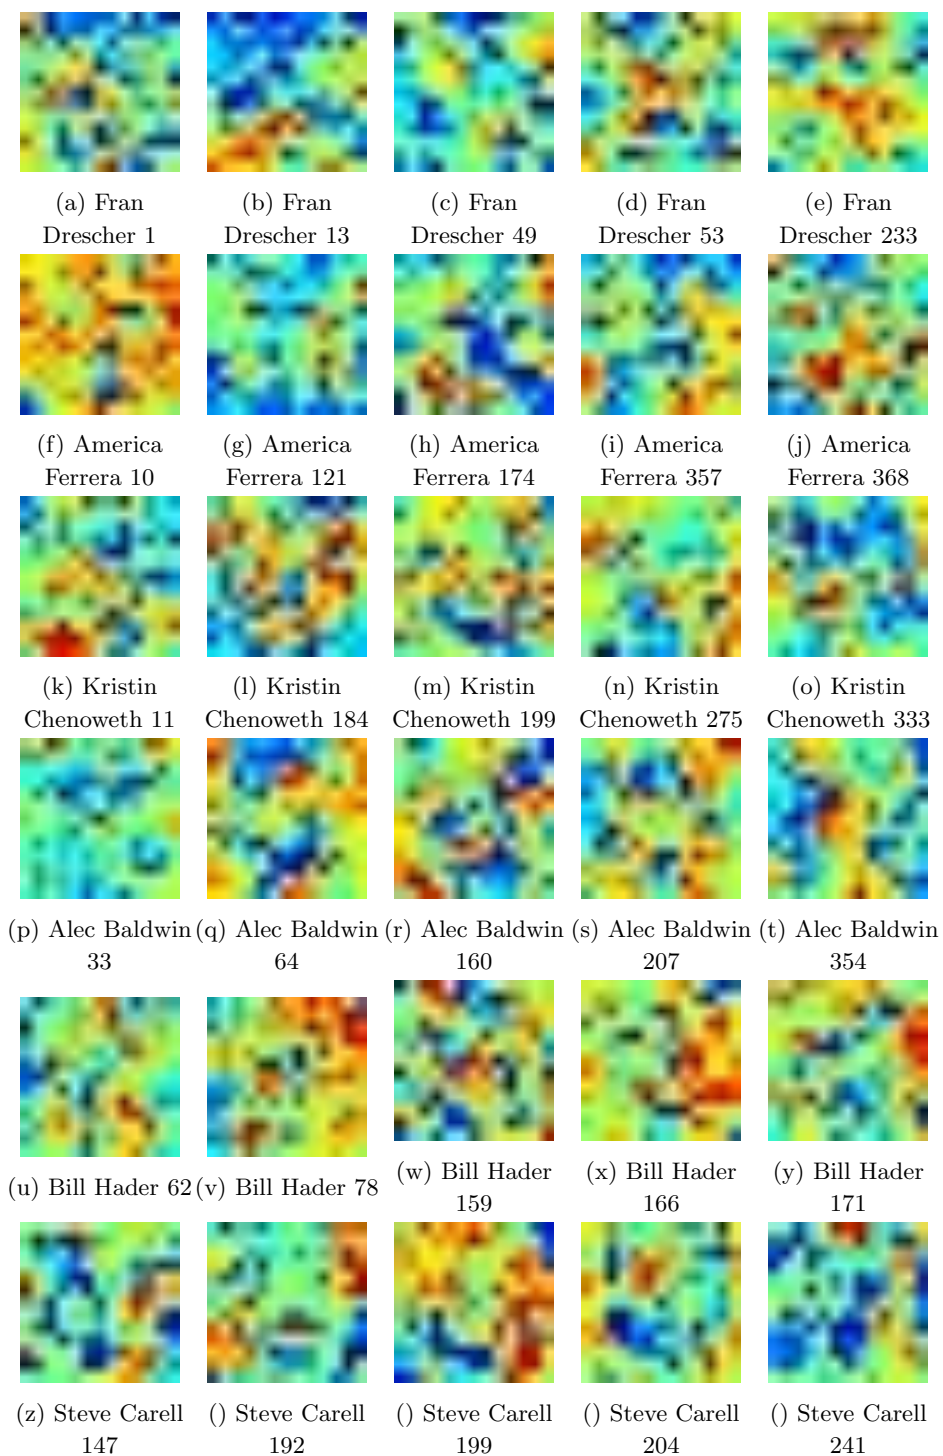 (a) Fran (b) Fran (c) Fran (d) Fran (e) Fran
Drescher 1 Drescher 13 Drescher 49 Drescher 53 Drescher 233
(f) America (g) America (h) America (i) America (j) America
Ferrera 10 Ferrera 121 Ferrera 174 Ferrera 357 Ferrera 368
(k) Kristin (l) Kristin (m) Kristin (n) Kristin (o) Kristin
Chenoweth 11 Chenoweth 184 Chenoweth 199 Chenoweth 275 Chenoweth 333
(p) Alec Baldwin (q) Alec Baldwin (r) Alec Baldwin (s) Alec Baldwin (t) Alec Baldwin
33 64 160 207 354
(u) Bill Hader 62 (v) Bill Hader 78 (w) Bill Hader (x) Bill Hader (y) Bill Hader
159 166 171
(z) Steve Carell () Steve Carell () Steve Carell () Steve Carell () Steve Carell
147 192 199 204 241